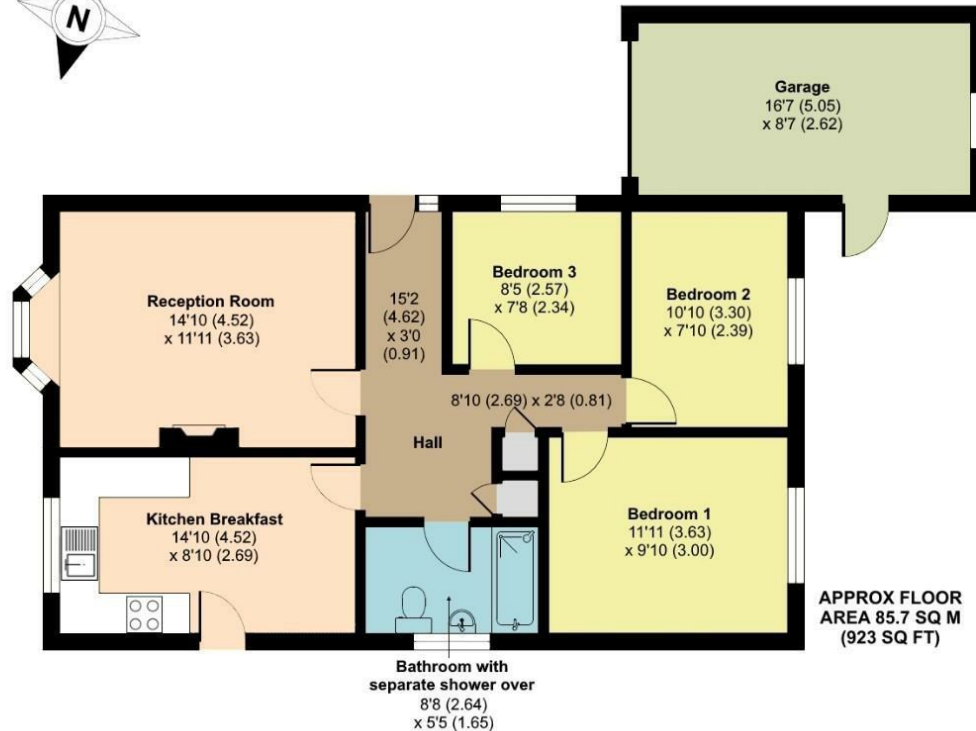 N
Garage
16'7 (5.05)
x 8'7 (2.62)
Reception Room
14'10 (4.52)
x 11'11 (3.63)
15'2
(4.62)
x 3'0
(0.91)
Bedroom 3
8'5 (2.57)
x 7'8 (2.34)
Bedroom 2
10'10 (3.30)
x 7'10 (2.39)
8'10 (2.69) x 2'8 (0.81)
Hall
Kitchen Breakfast
14'10 (4.52)
x 8'10 (2.69)
Bedroom 1
11'11 (3.63)
x 9'10 (3.00)
APPROX FLOOR
AREA 85.7 SQ M
(923 SQ FT)
Bathroom with
separate shower over
8'8 (2.64)
x 5'5 (1.65)